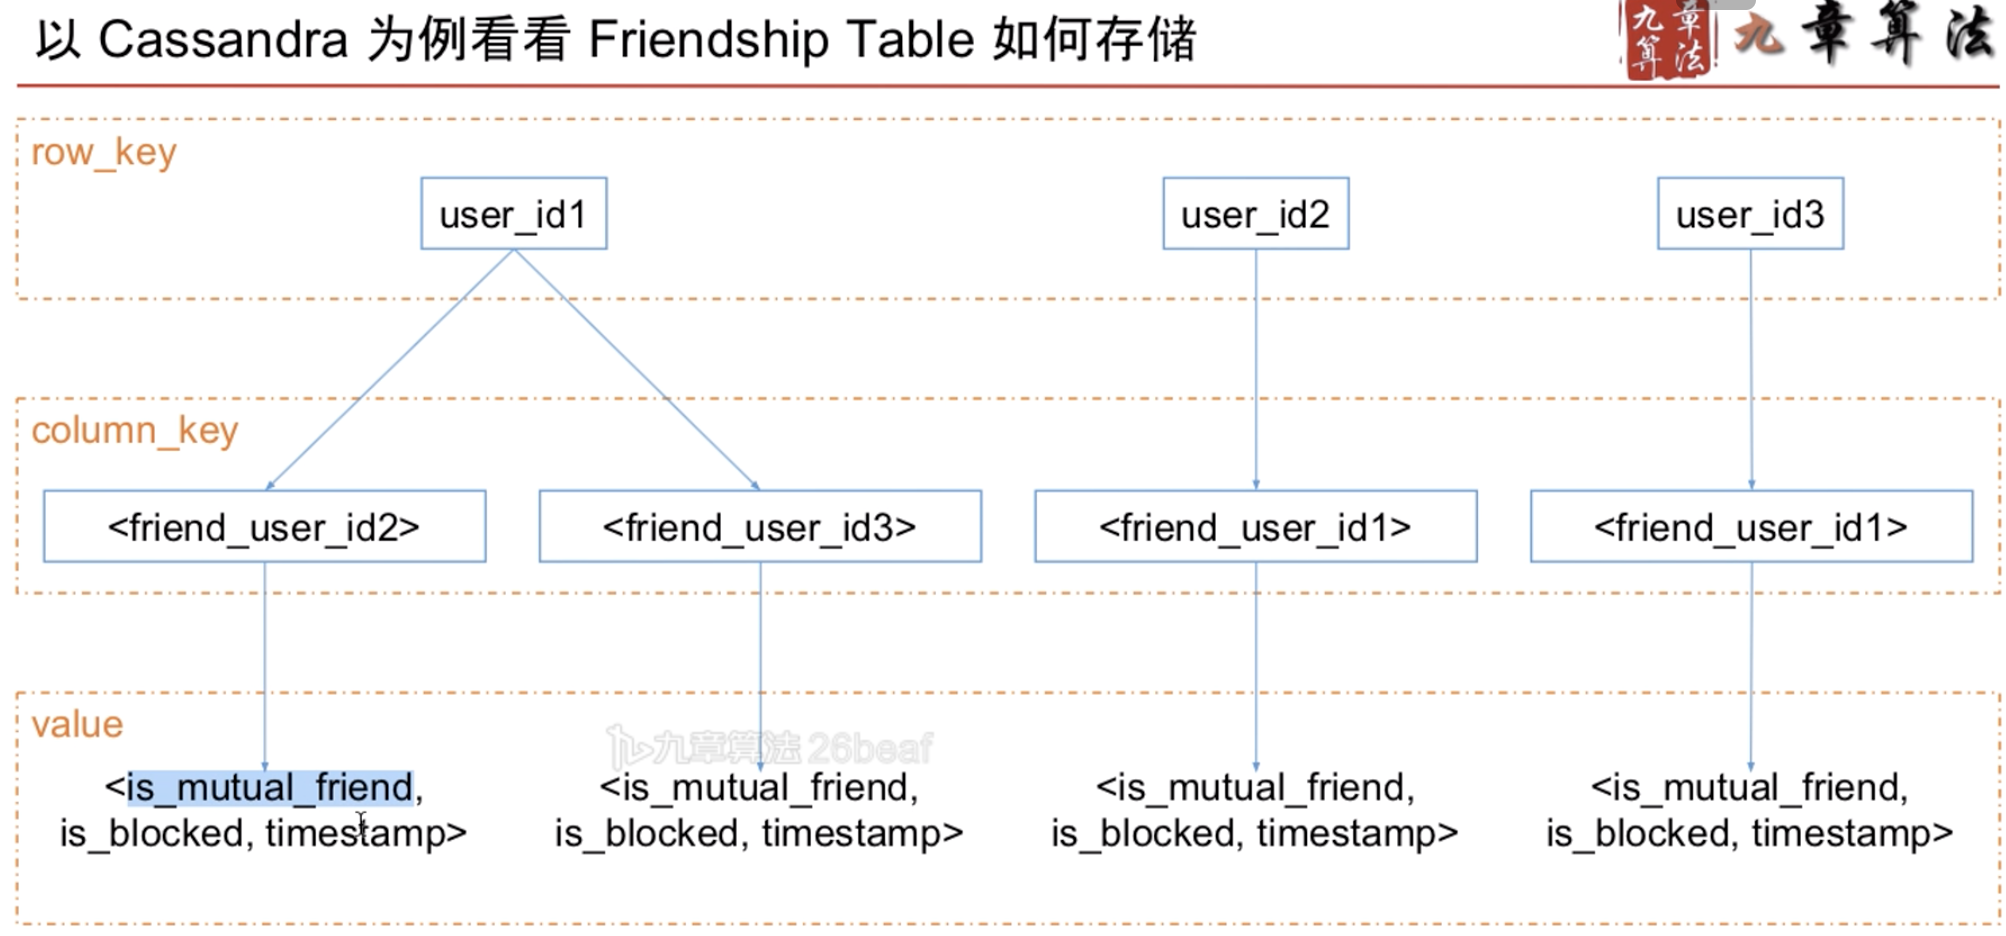 以 Cassandra 为例看看 Friendship Table 如何存储
九章算法
九章算法
row_key
user_id1
user_id2
user_id3
column_key
<friend_user_id2>
<friend_user_id3>
<friend_user_id1>
<friend_user_id1>
value
九章算法 26beaf
<is_mutual_friend,
is_blocked, timestamp>
<is_mutual_friend,
is_blocked, timestamp>
<is_mutual_friend,
is_blocked, timestamp>
<is_mutual_friend,
is_blocked, timestamp>